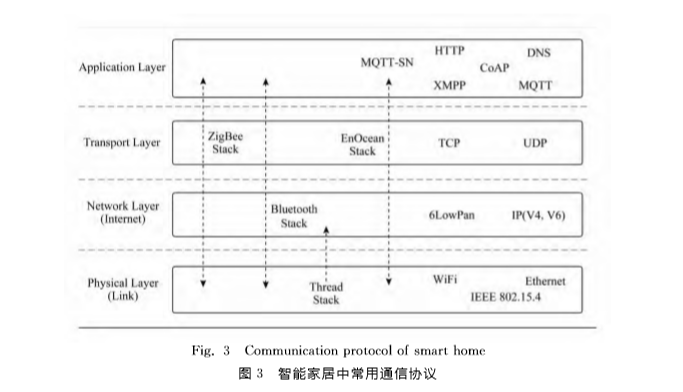 Application Layer
MQTT-SN
HTTP
DNS
CoAP
XMPP
MQTT
Transport Layer
ZigBee
Stack
EnOcean
Stack
TCP
UDP
Network Layer
(Internet)
Bluetooth
Stack
6LowPan
IP(V4, V6)
Physical Layer
(Link)
Thread
Stack
WiFi
Ethernet
IEEE 802.15.4
Fig. 3 Communication protocol of smart home
图 3 智能家居中常用通信协议